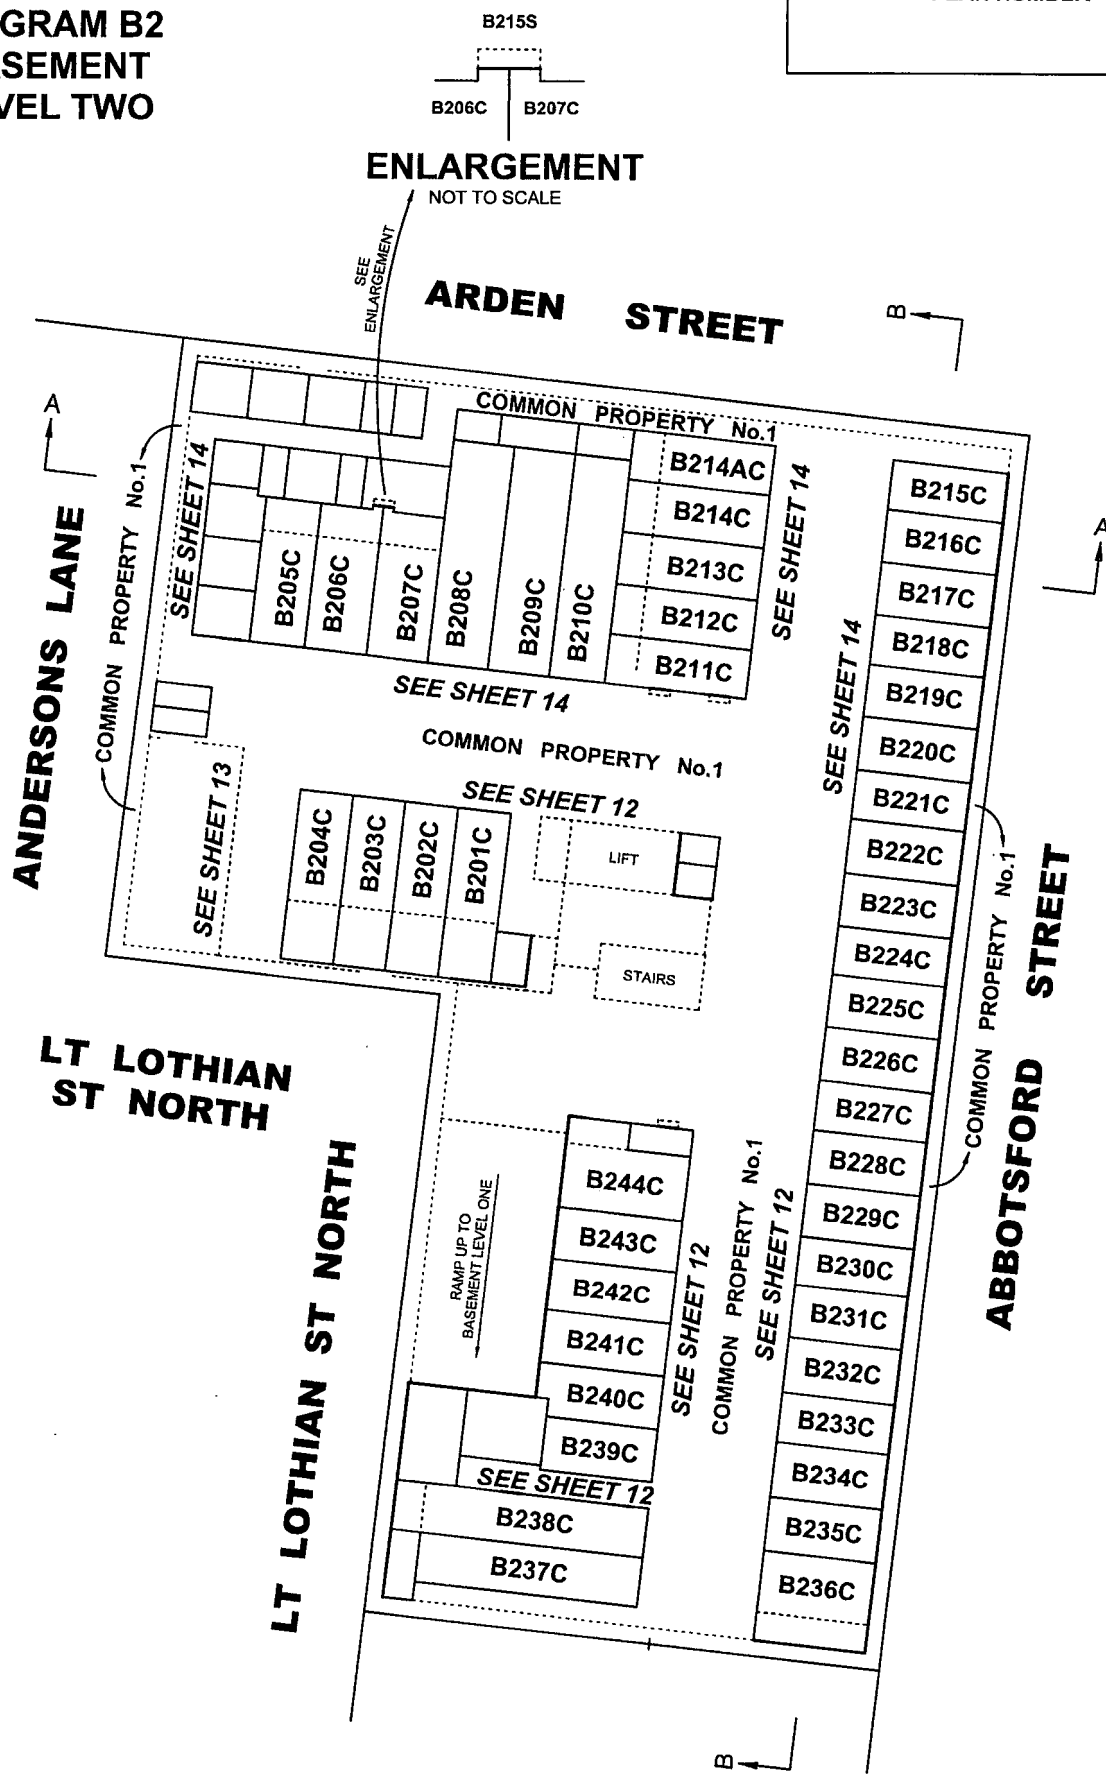 GRAM B2
SEMENT
VEL TWO
B215S
B206C
B207C
ENLARGEMENT
NOT TO SCALE
SEE
ENLARGEMENT
ARDEN STREET
B
A
A
COMMON PROPERTY No.1
COMMON PROPERTY No.1
ANDERSONS LANE
SEE SHEET 14
B205C
B206C
B207C
B208C
B209C
B210C
B214AC
B214C
B213C
B212C
B211C
SEE SHEET 14
SEE SHEET 14
SEE SHEET 14
COMMON PROPERTY No.1
SEE SHEET 13
SEE SHEET 12
B204C
B203C
B202C
B201C
LIFT
STAIRS
B215C
B216C
B217C
B218C
B219C
B220C
B221C
B222C
B223C
B224C
B225C
B226C
B227C
B228C
B229C
B230C
B231C
B232C
B233C
B234C
B235C
B236C
COMMON PROPERTY No.1
ABBOTSFORD STREET
LT LOTHIAN
ST NORTH
LT LOTHIAN ST NORTH
RAMP UP TO
BASEMENT LEVEL ONE
B244C
B243C
B242C
B241C
B240C
B239C
SEE SHEET 12
COMMON PROPERTY No.1
SEE SHEET 12
SEE SHEET 12
B238C
B237C
B